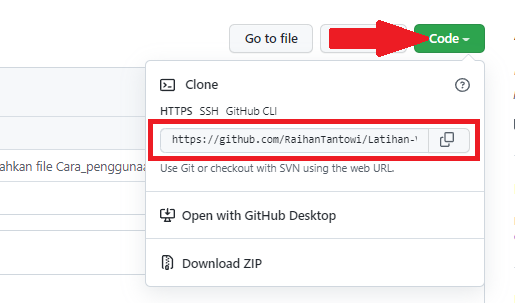 Go to file
Code
Clone
HTTPS SSH GitHub CLI
https://github.com/RaihanTantowi/Latihan-
ahkan file Cara_penggunaa
Use Git or checkout with SVN using the web URL.
Open with GitHub Desktop
Download ZIP